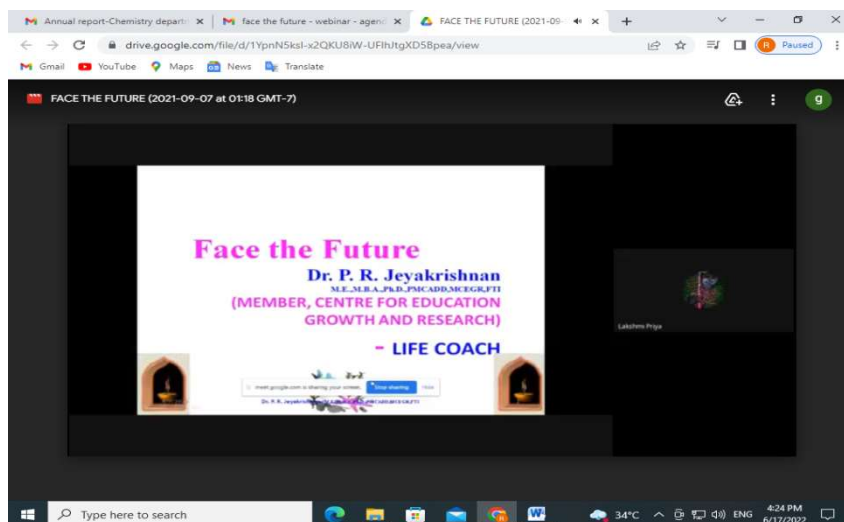 Annual report-Chemistry departm
face the future - webinar - agend
FACE THE FUTURE (2021-09-
drive.google.com/file/d/1YpnN5ksI-x2QKU8iW-UFlhJtgXD5Bpea/view
R Paused
Gmail YouTube Maps News Translate
FACE THE FUTURE (2021-09-07 at 01:18 GMT-7)
g
Face the Future
Dr. P. R. Jeyakrishnan
M.E.,M.B.A.,Ph.D.,PMCADD,MCEGR,FTI
(MEMBER, CENTRE FOR EDUCATION
GROWTH AND RESEARCH)
- LIFE COACH
meet.google.com is sharing your screen. Stop sharing Hide
Dr. P. R. Jeyakrishnan
Lakshmi Priya
Type here to search
34°C ENG 4:24 PM
6/17/2022